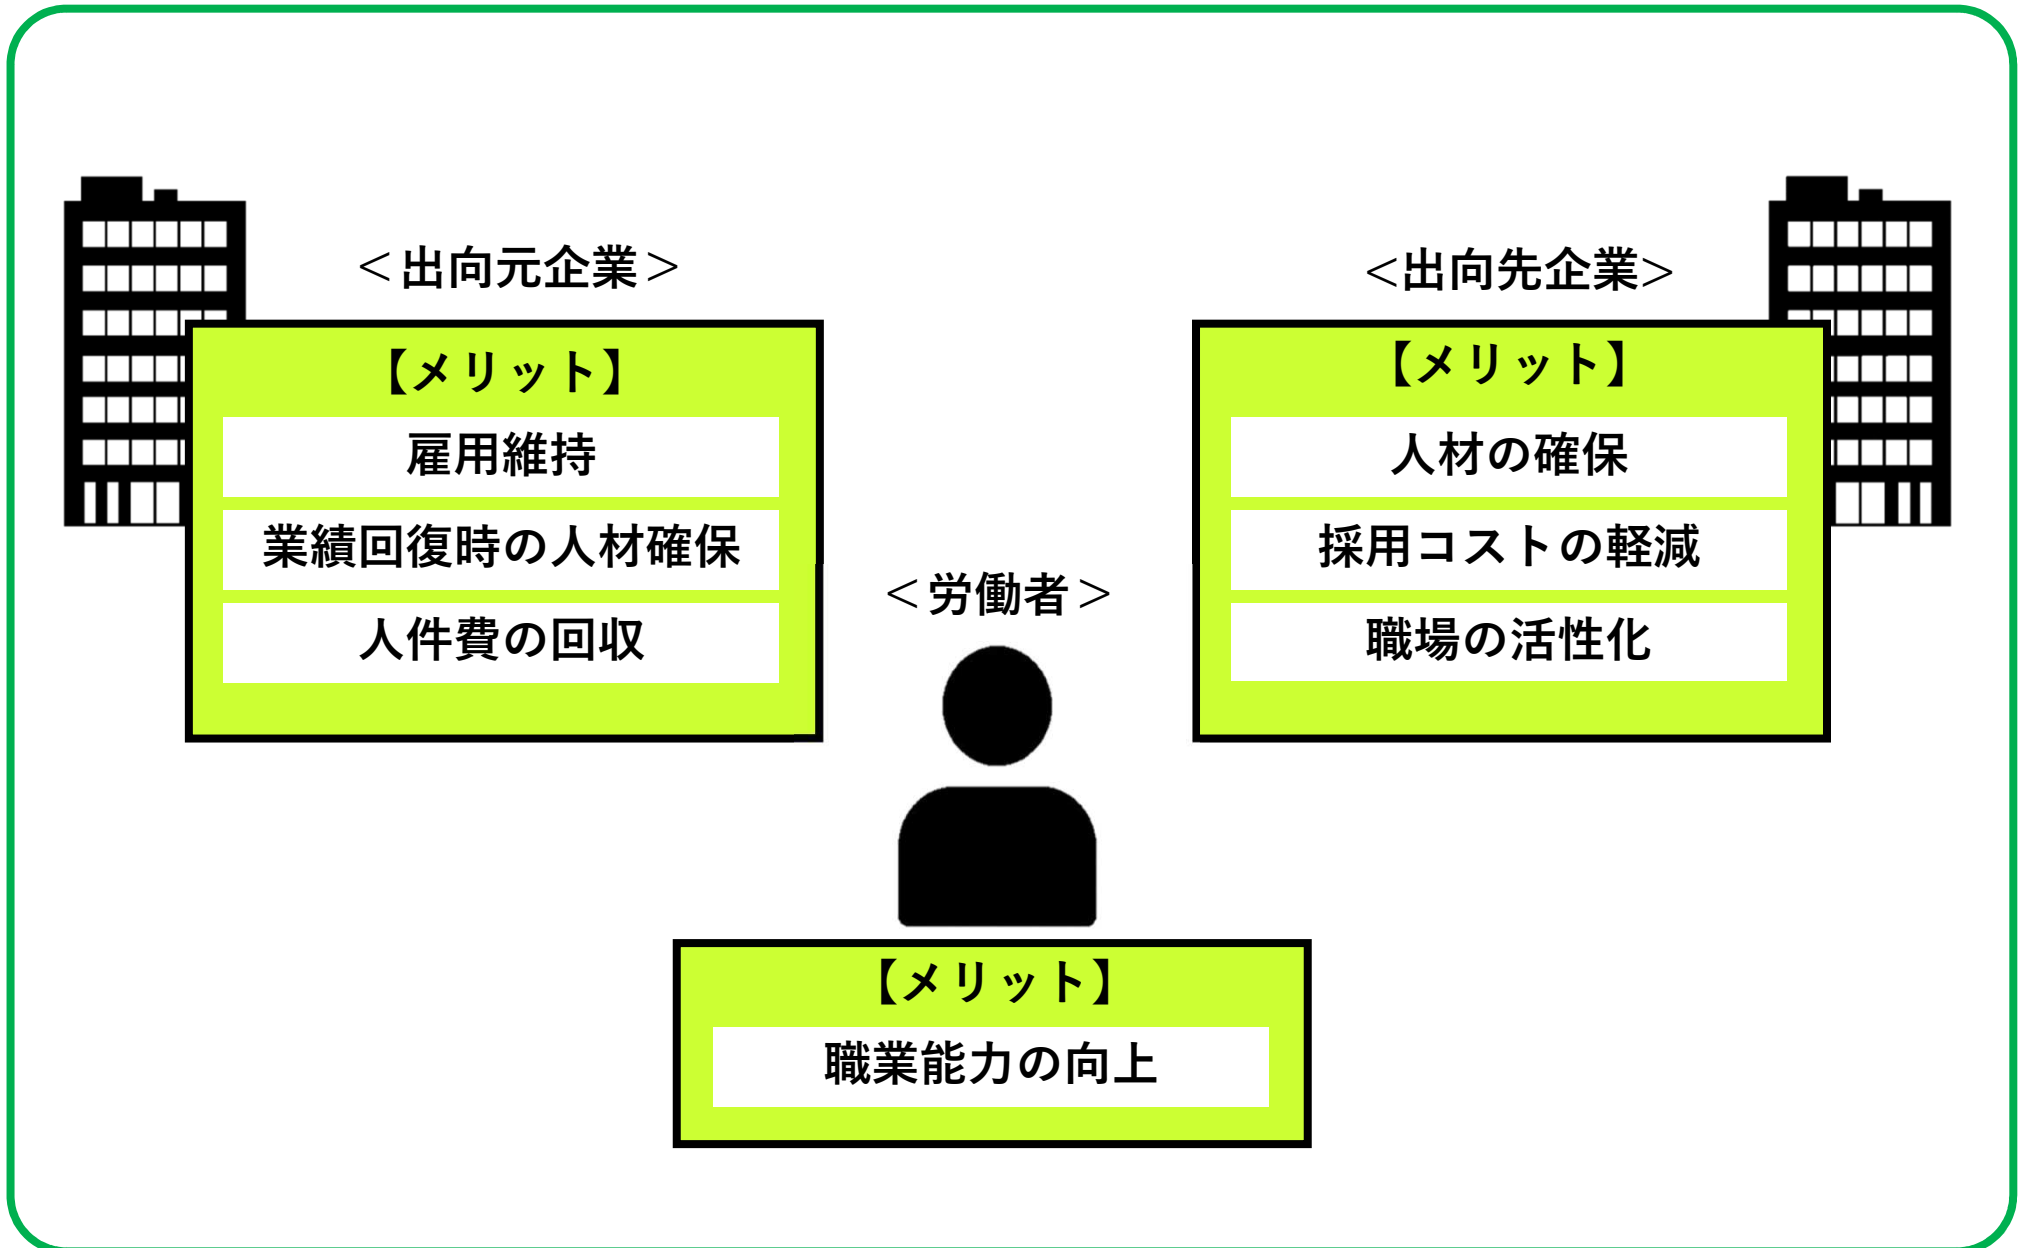 ＜出向元企業＞
【メリット】
雇用維持
業績回復時の人材確保
人件費の回収
＜出向先企業＞
【メリット】
人材の確保
採用コストの軽減
職場の活性化
＜労働者＞
【メリット】
職業能力の向上